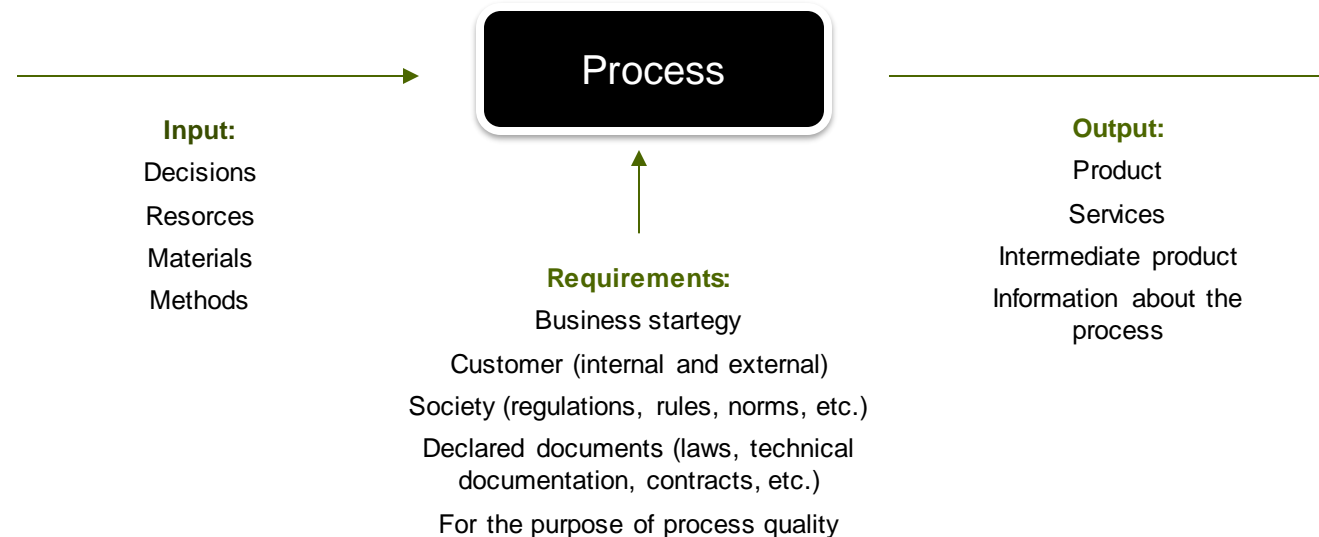 Process
Input:
Decisions
Resorces
Materials
Methods
Requirements:
Business startegy
Customer (internal and external)
Society (regulations, rules, norms, etc.)
Declared documents (laws, technical
documentation, contracts, etc.)
For the purpose of process quality
Output:
Product
Services
Intermediate product
Information about the
process